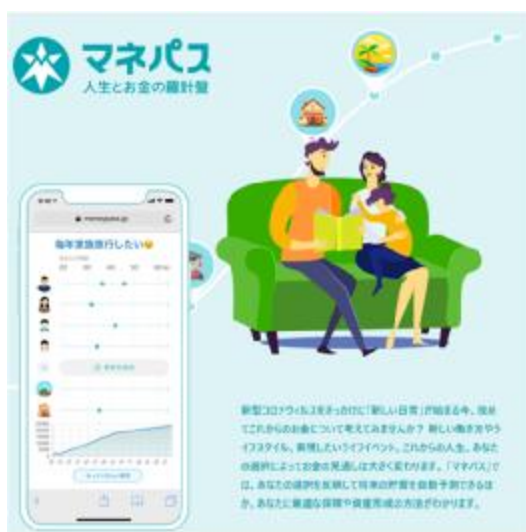 マネパス
人生とお金の羅針盤
毎年家族旅行したい😄
新型コロナウィルスをきっかけに「新しい日常」が始まる今、改め
てこれからのお金について考えてみませんか？ 新しい働き方やラ
イフスタイル、実現したいライフイベント、これからの人生、あなた
の選択によってお金の見通しは大きく変わります。「マネパス」で
は、あなたの選択を反映して将来の貯蓄を自動予測できるほ
か、あなたに最適な保障や資産形成の方法がわかります。